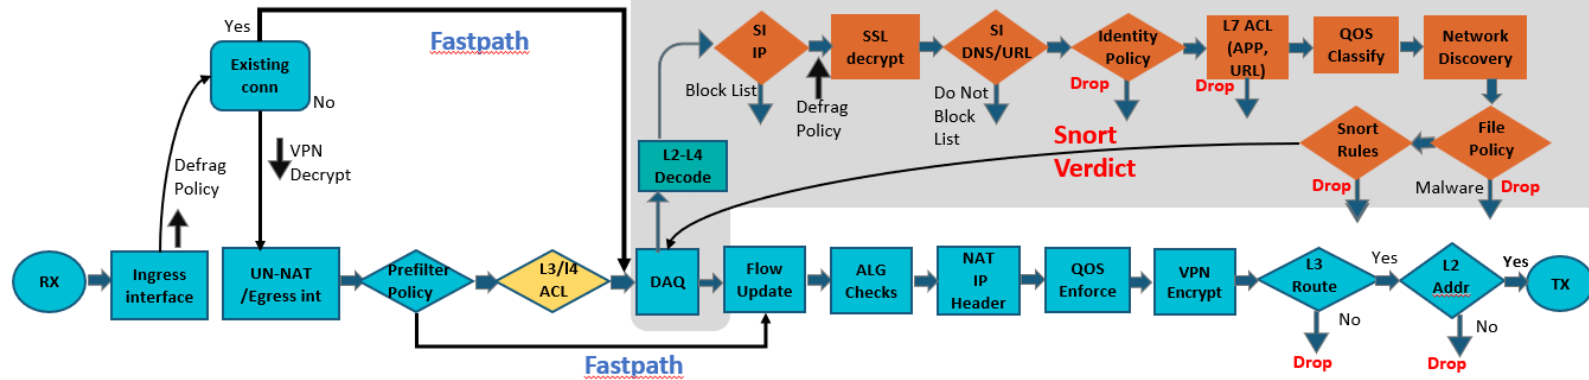 Yes
Fastpath
Existing
conn
No
VPN
Decrypt
Defrag
Policy
RX
Ingress
interface
UN-NAT
/Egress int
Prefilter
Policy
L3/l4
ACL
Fastpath
DAQ
L2-L4
Decode
SI
IP
Block List
Defrag
Policy
SSL
decrypt
SI
DNS/URL
Do Not
Block
List
Identity
Policy
Drop
L7 ACL
(APP,
URL)
Drop
QOS
Classify
Network
Discovery
File
Policy
Malware
Drop
Snort
Rules
Drop
Snort
Verdict
Flow
Update
ALG
Checks
NAT
IP
Header
QOS
Enforce
VPN
Encrypt
L3
Route
Yes
No
Drop
L2
Addr
Yes
No
Drop
TX